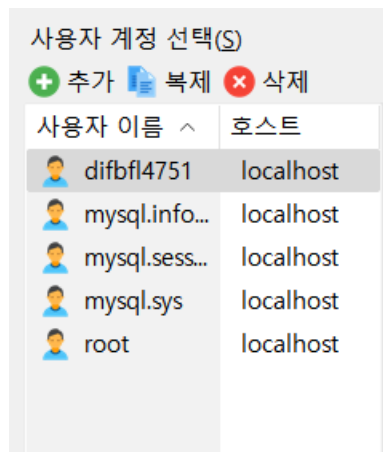 사용자 계정 선택(S)
추가 복제 삭제
사용자 이름 호스트
difbfl4751 localhost
mysql.info... localhost
mysql.sess... localhost
mysql.sys localhost
root localhost